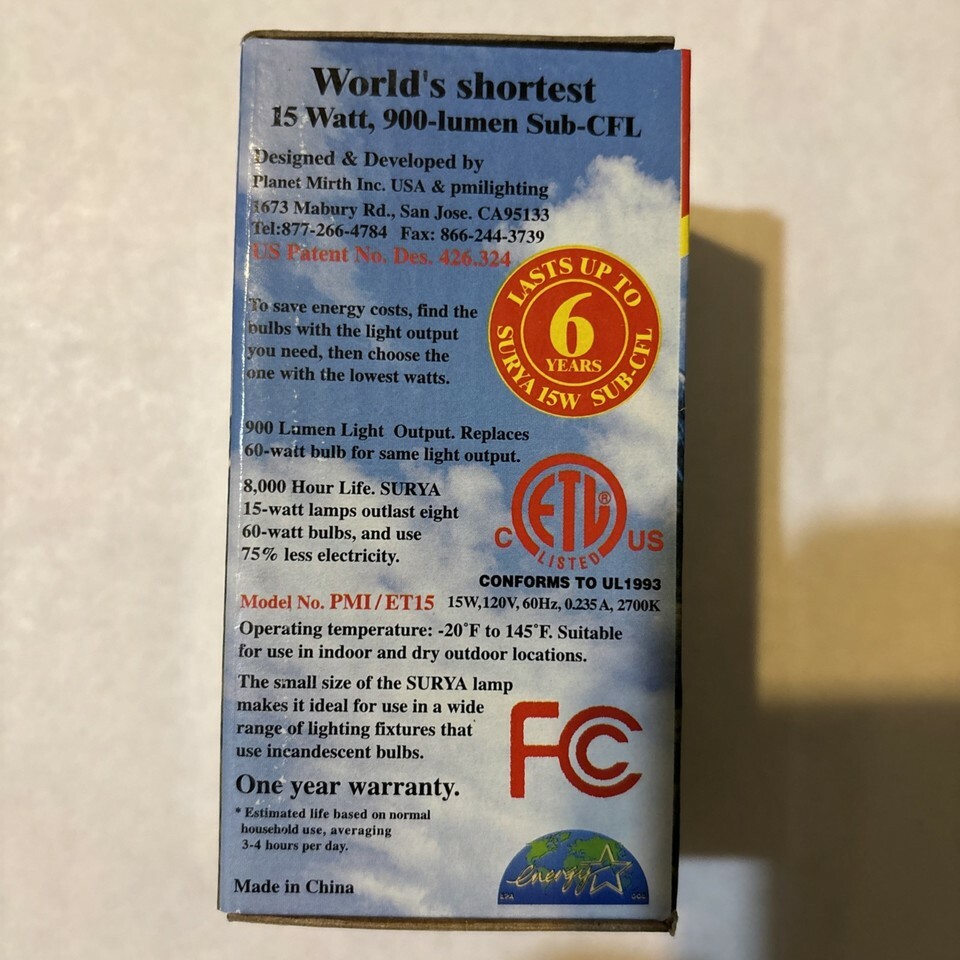 World's shortest
15 Watt, 900-lumen Sub-CFL
Designed & Developed by
Planet Mirth Inc. USA & pmilighting
1673 Mabury Rd., San Jose. CA95133
Tel:877-266-4784 Fax: 866-244-3739
US Patent No. Des. 426.324
LASTS UP TO
6
YEARS
SURYA 15W SUB-CFL
To save energy costs, find the
bulbs with the light output
you need, then choose the
one with the lowest watts.
900 Lumen Light Output. Replaces
60-watt bulb for same light output.
8,000 Hour Life. SURYA
15-watt lamps outlast eight
60-watt bulbs, and use
75% less electricity.
C ETL® US
LISTED
CONFORMS TO UL1993
Model No. PMI/ET15 15W,120V, 60Hz, 0.235A, 2700K
Operating temperature: -20°F to 145°F. Suitable
for use in indoor and dry outdoor locations.
The small size of the SURYA lamp
makes it ideal for use in a wide
range of lighting fixtures that
use incandescent bulbs.
FCC
One year warranty.
* Estimated life based on normal
household use, averaging
3-4 hours per day.
energy
EPA DOE
Made in China